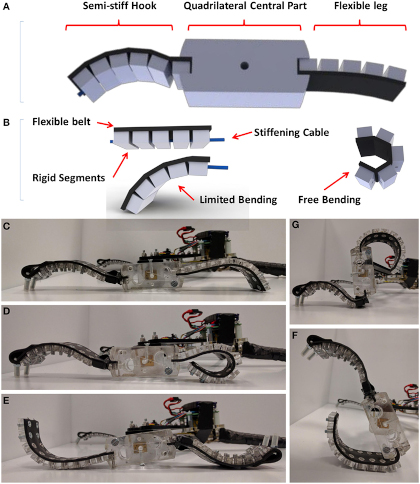 A
Semi-stiff Hook
Quadrilateral Central Part
Flexible leg
B
Flexible belt
Stiffening Cable
Rigid Segments
Limited Bending
Free Bending
C
G
D
F
E